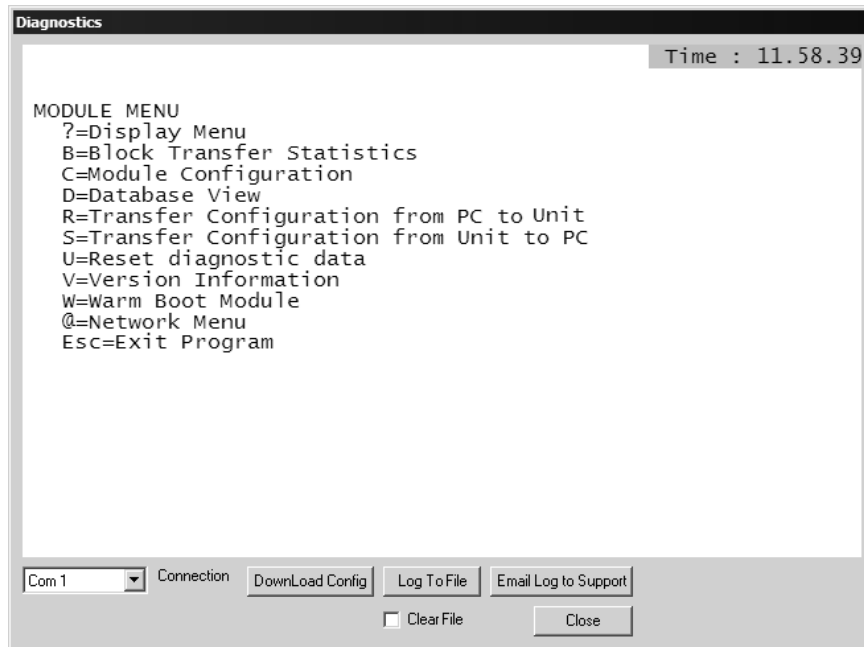 Diagnostics
Time : 11.58.39
MODULE MENU
?=Display Menu
B=Block Transfer Statistics
C=Module Configuration
D=Database View
R=Transfer Configuration from PC to Unit
S=Transfer Configuration from Unit to PC
U=Reset diagnostic data
V=Version Information
W=Warm Boot Module
@=Network Menu
Esc=Exit Program
Com 1 Connection DownLoad Config Log To File Email Log to Support
Clear File Close